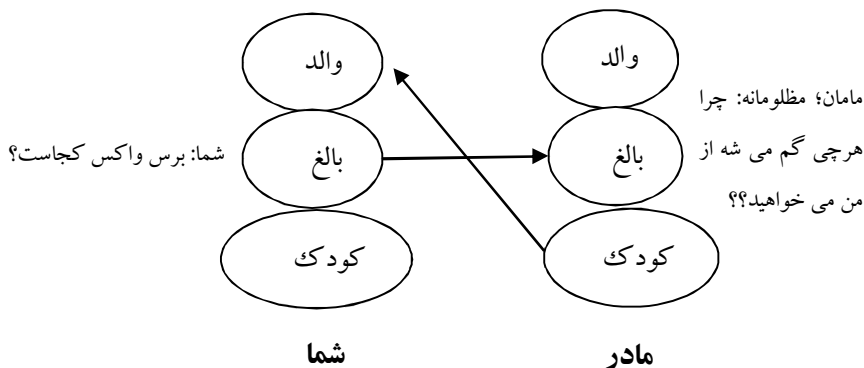 والد
والد
مامان؛ مظلومانه: چرا
هرچی گم می شه از
من می خواهید؟؟
بالغ
بالغ
شما: برس واکس کجاست؟
کودک
کودک
مادر
شما